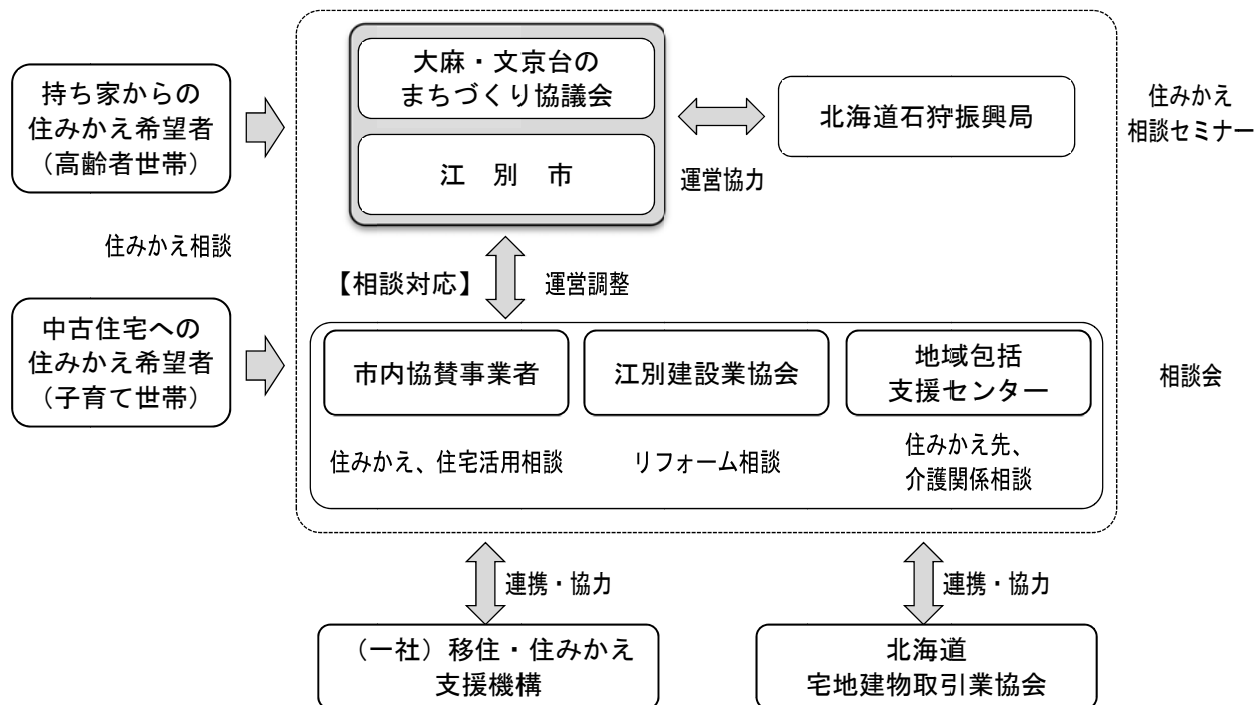 大麻・文京台の
まちづくり協議会
江 別 市
持ち家からの
住みかえ希望者
(高齢者世帯)
北海道石狩振興局
住みかえ
相談セミナー
運営協力
住みかえ相談
【相談対応】
運営調整
中古住宅への
住みかえ希望者
(子育て世帯)
市内協賛事業者
江別建設業協会
地域包括
支援センター
相談会
住みかえ、住宅活用相談
リフォーム相談
住みかえ先、
介護関係相談
連携・協力
連携・協力
(一社)移住・住みかえ
支援機構
北海道
宅地建物取引業協会